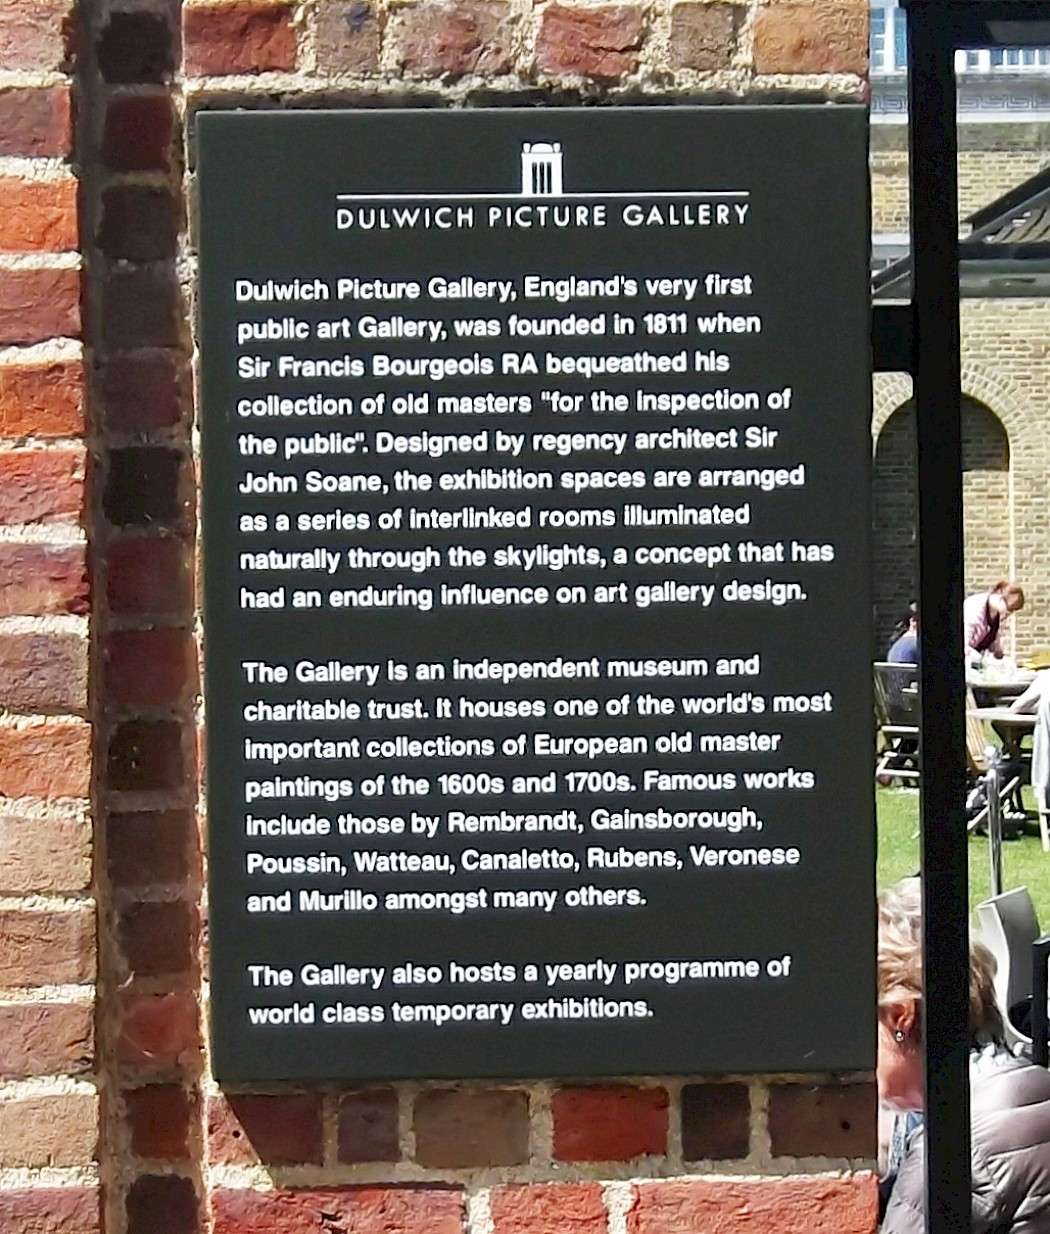 DULWICH PICTURE GALLERY
Dulwich Picture Gallery, England's very first
public art Gallery, was founded in 1811 when
Sir Francis Bourgeois RA bequeathed his
collection of old masters "for the inspection of
the public". Designed by regency architect Sir
John Soane, the exhibition spaces are arranged
as a series of interlinked rooms illuminated
naturally through the skylights, a concept that has
had an enduring influence on art gallery design.
The Gallery is an independent museum and
charitable trust. It houses one of the world's most
important collections of European old master
paintings of the 1600s and 1700s. Famous works
include those by Rembrandt, Gainsborough,
Poussin, Watteau, Canaletto, Rubens, Veronese
and Murillo amongst many others.
The Gallery also hosts a yearly programme of
world class temporary exhibitions.